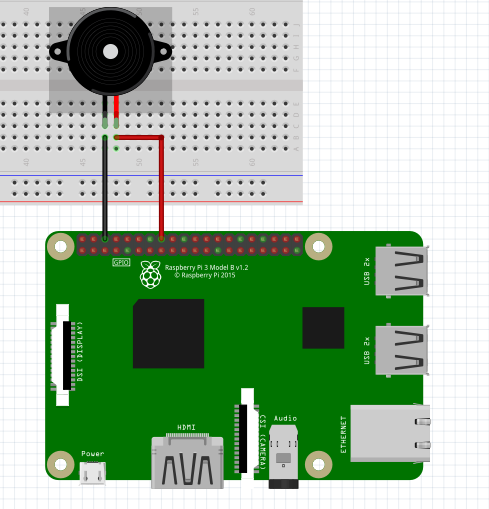 40
50
55
60
J
I
H
G
F
E
D
C
B
A
40
45
50
55
60
GPIO
Raspberry Pi 3 Model B v1.2
© Raspberry Pi 2015
USB 2x
DSI (DISPLAY)
USB 2x
CSI (CAMERA)
Audio
HDMI
ETHERNET
Power